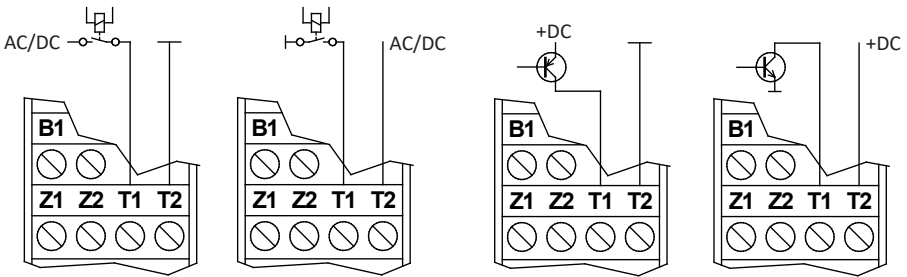 AC/DC
B1
Z1 Z2 T1 T2
AC/DC
B1
Z1 Z2 T1 T2
+DC
B1
Z1 Z2 T1 T2
+DC
B1
Z1 Z2 T1 T2